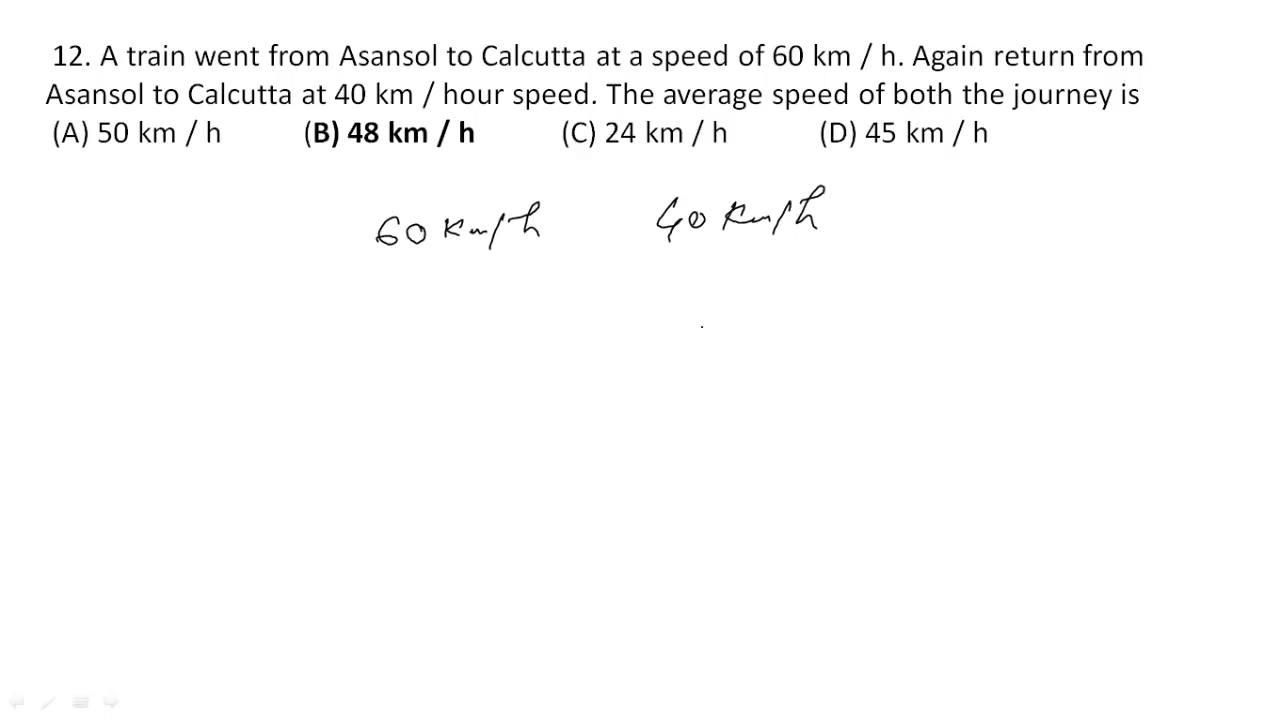 12. A train went from Asansol to Calcutta at a speed of 60 km / h. Again return from
Asansol to Calcutta at 40 km / hour speed. The average speed of both the journey is
(A) 50 km / h (B) 48 km / h (C) 24 km / h (D) 45 km / h
60 Km/h 40 Km/h